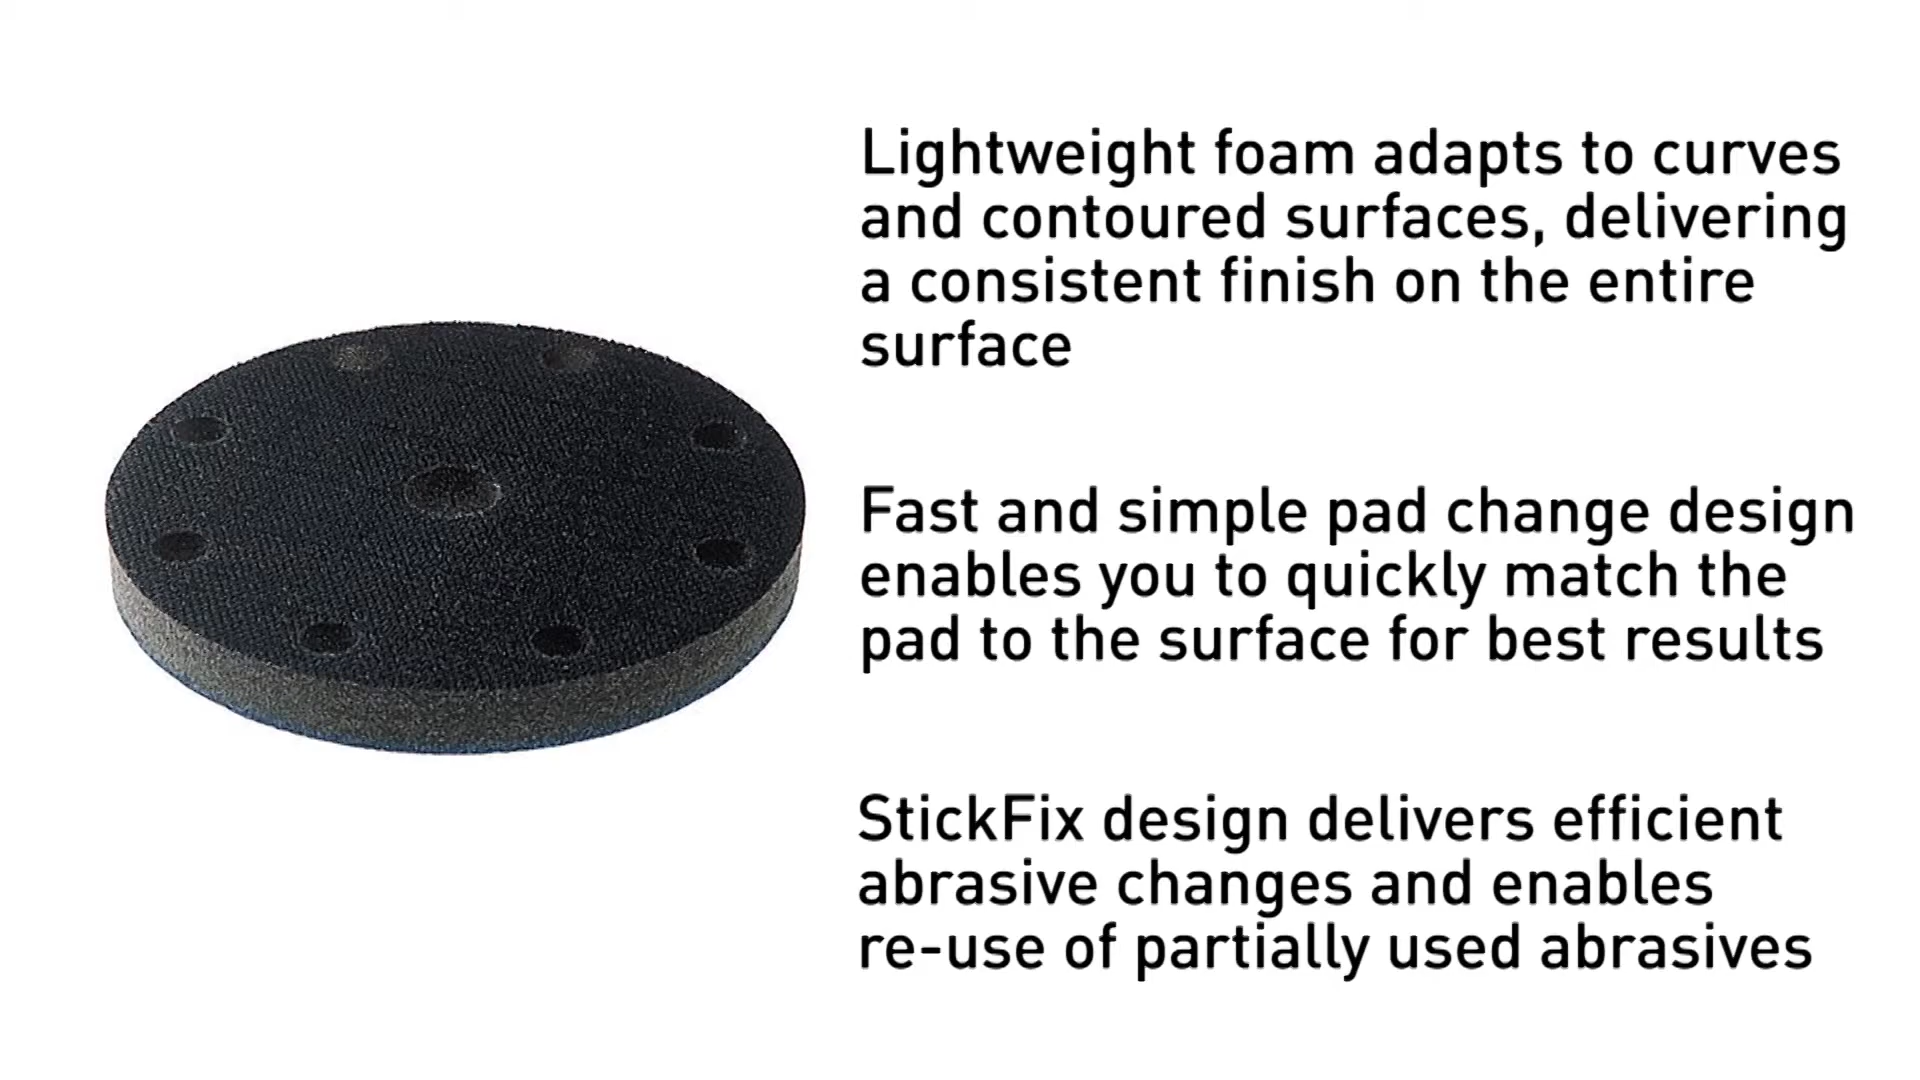 Lightweight foam adapts to curves
and contoured surfaces, delivering
a consistent finish on the entire
surface
Fast and simple pad change design
enables you to quickly match the
pad to the surface for best results
StickFix design delivers efficient
abrasive changes and enables
re-use of partially used abrasives